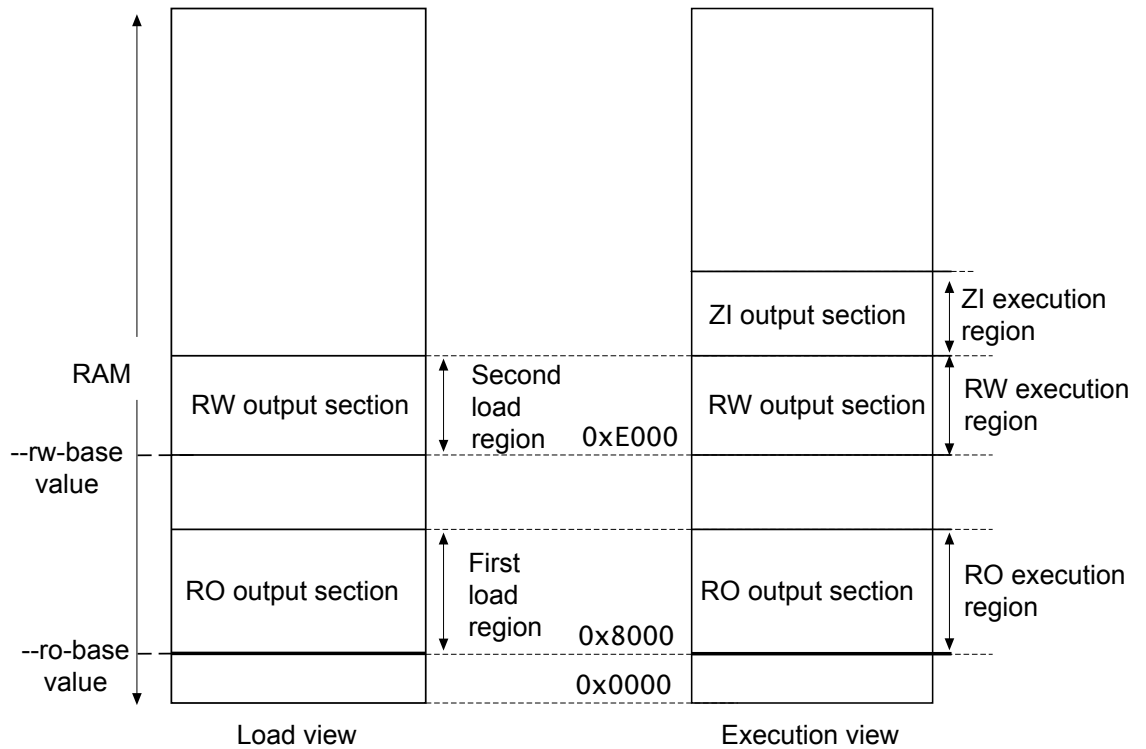 ZI output section
ZI execution
region
RAM
RW output section
Second
load
region
0xE000
RW output section
RW execution
region
--rw-base
value
RO output section
First
load
region
0x8000
RO output section
RO execution
region
--ro-base
value
0x0000
Load view
Execution view